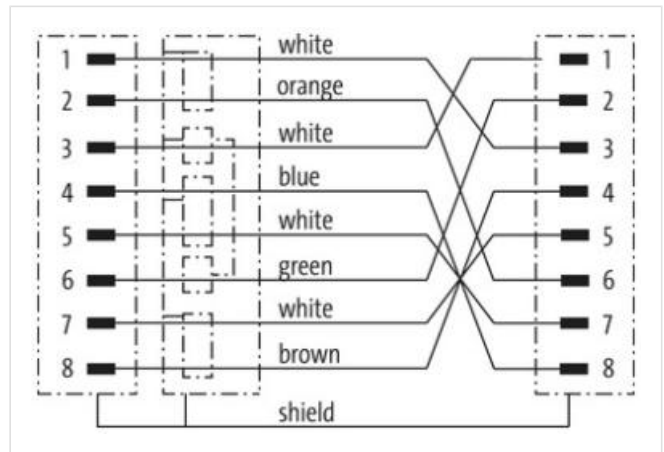 1 white 1
2 orange 2
3 white 3
4 blue 4
5 white 5
6 green 6
7 white 7
8 brown 8
shield